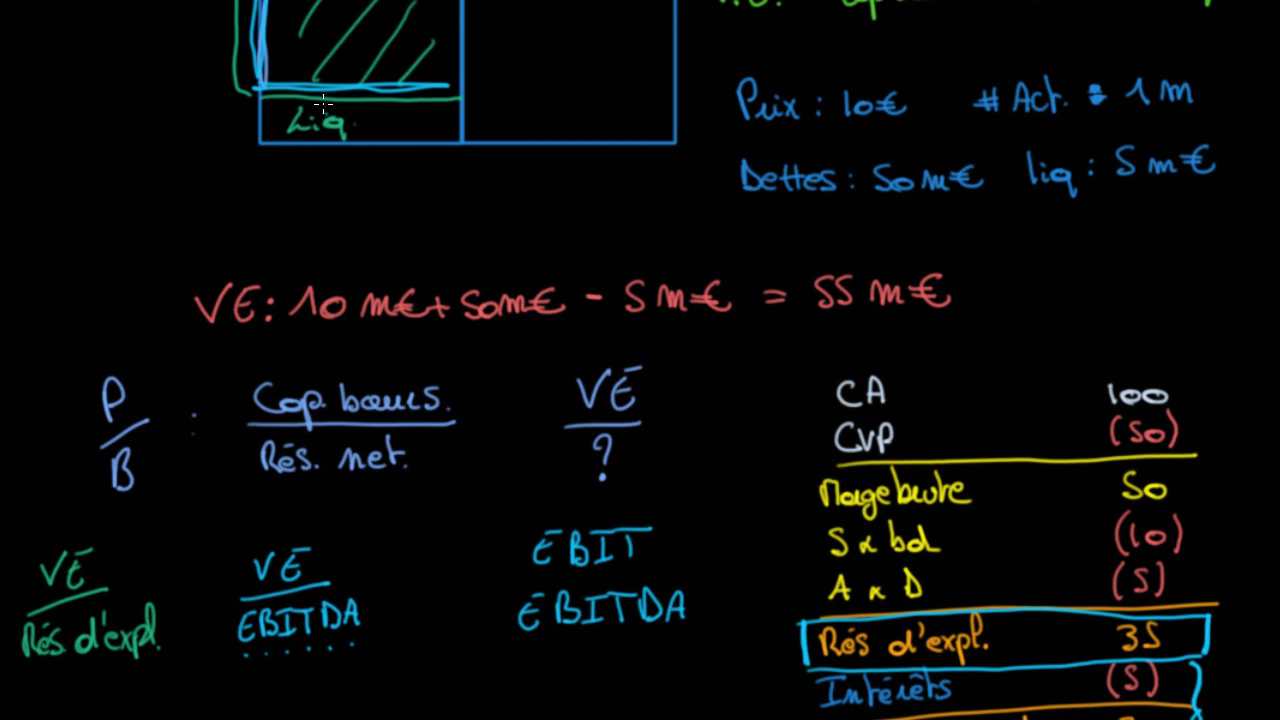 Liq.
Prix : 10€ # Act. : 1 m
Dettes : 50 m€ liq : 5 m€
VE : 10 m€ + 50 m€ - 5 m€ = 55 m€
P / B : Cap. bours. / Rés. net. VE / ?
EBIT
EBITDA
VE / Rés. d'expl. VE / EBITDA
CA 100
CVP (50)
Marge brute 50
S & bd (10)
A & D (5)
Rés d'expl. 35
Intérêts (5)